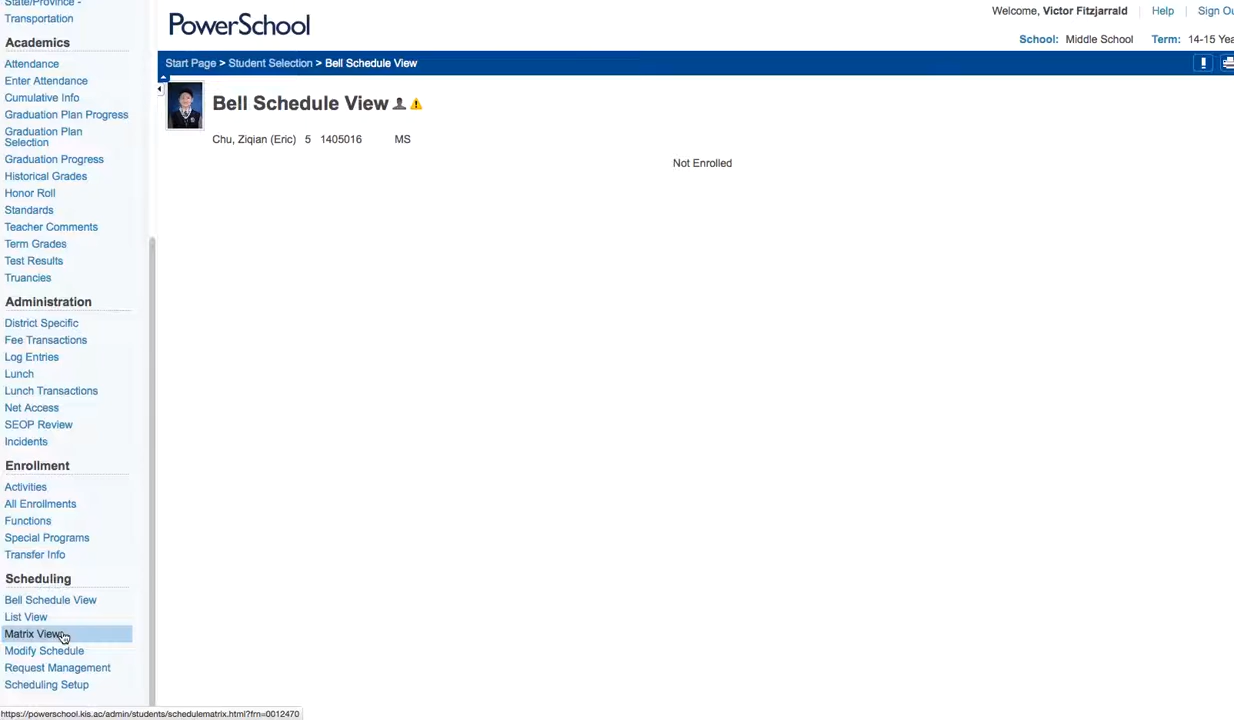 State/Province -
Transportation
Academics
Attendance
Enter Attendance
Cumulative Info
Graduation Plan Progress
Graduation Plan
Selection
Graduation Progress
Historical Grades
Honor Roll
Standards
Teacher Comments
Term Grades
Test Results
Truancies
Administration
District Specific
Fee Transactions
Log Entries
Lunch
Lunch Transactions
Net Access
SEOP Review
Incidents
Enrollment
Activities
All Enrollments
Functions
Special Programs
Transfer Info
Scheduling
Bell Schedule View
List View
Matrix View
Modify Schedule
Request Management
Scheduling Setup
https://powerschool.kis.ac/admin/students/schedulematrix.html?frn=0012470
PowerSchool
Welcome, Victor Fitzjarrald Help Sign Ou
School: Middle School Term: 14-15 Yea
Start Page > Student Selection > Bell Schedule View
Bell Schedule View
Chu, Ziqian (Eric) 5 1405016 MS
Not Enrolled